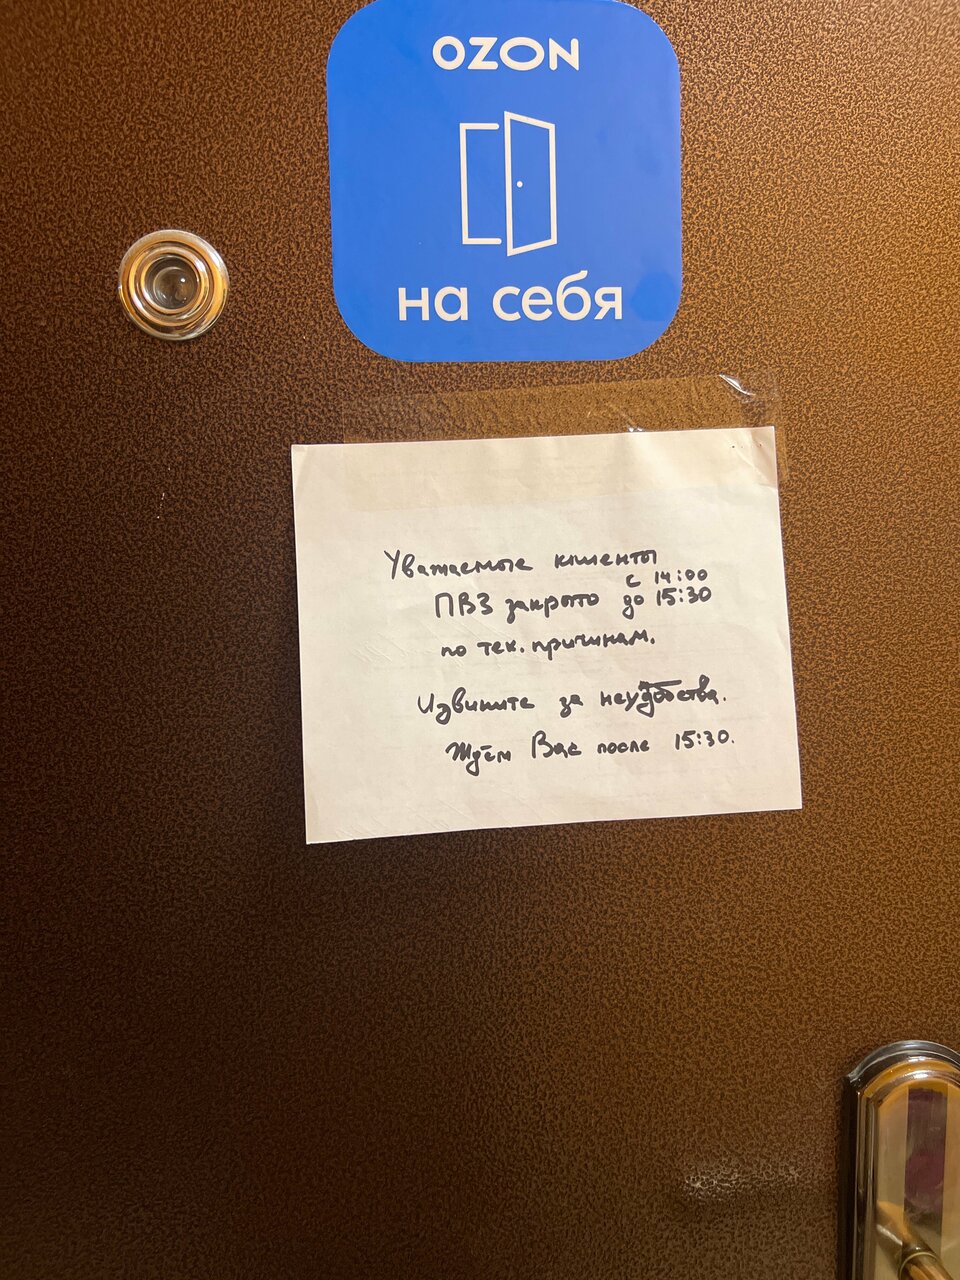 OZON
на себя
Уважаемые клиенты
ПВЗ закрыто с 14:00
до 15:30
по тех. причинам.
Извините за неудобства.
Ждём Вас после 15:30.